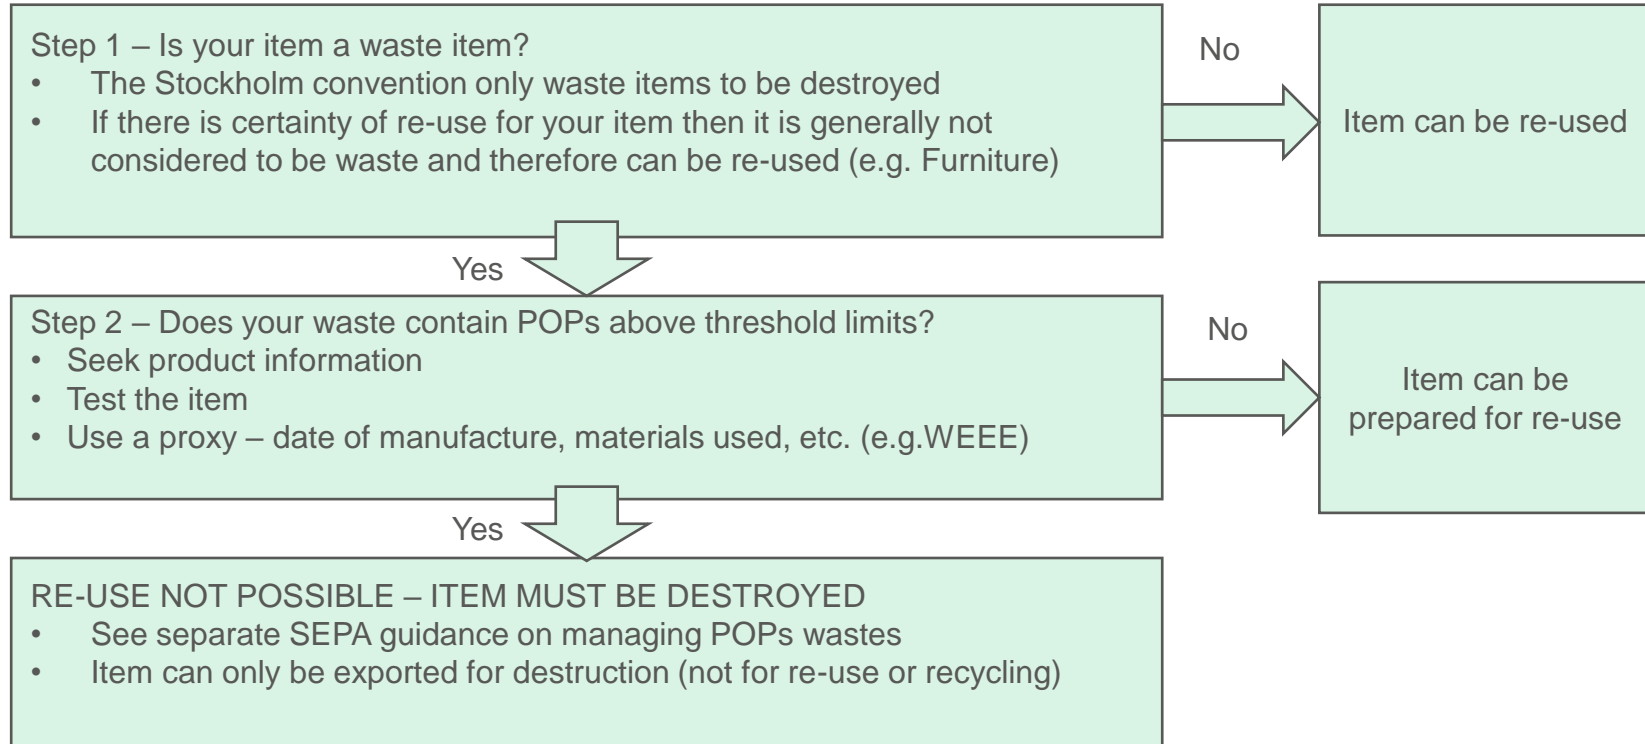 Step 1 – Is your item a waste item?
• The Stockholm convention only waste items to be destroyed
• If there is certainty of re-use for your item then it is generally not
considered to be waste and therefore can be re-used (e.g. Furniture)
No
Item can be re-used
Yes
Step 2 – Does your waste contain POPs above threshold limits?
• Seek product information
• Test the item
• Use a proxy – date of manufacture, materials used, etc. (e.g.WEEE)
No
Item can be
prepared for re-use
Yes
RE-USE NOT POSSIBLE – ITEM MUST BE DESTROYED
• See separate SEPA guidance on managing POPs wastes
• Item can only be exported for destruction (not for re-use or recycling)